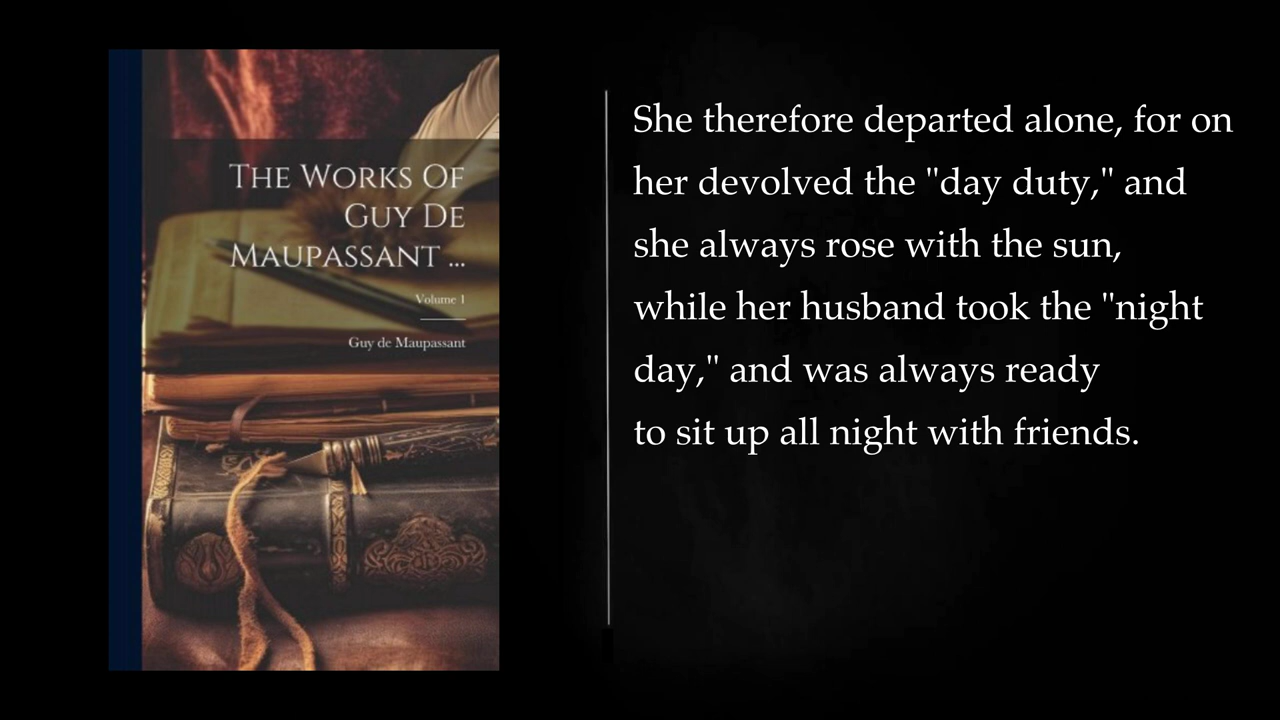 The Works Of
Guy De
Maupassant ...
Volume 1
Guy de Maupassant
She therefore departed alone, for on
her devolved the "day duty," and
she always rose with the sun,
while her husband took the "night
day," and was always ready
to sit up all night with friends.